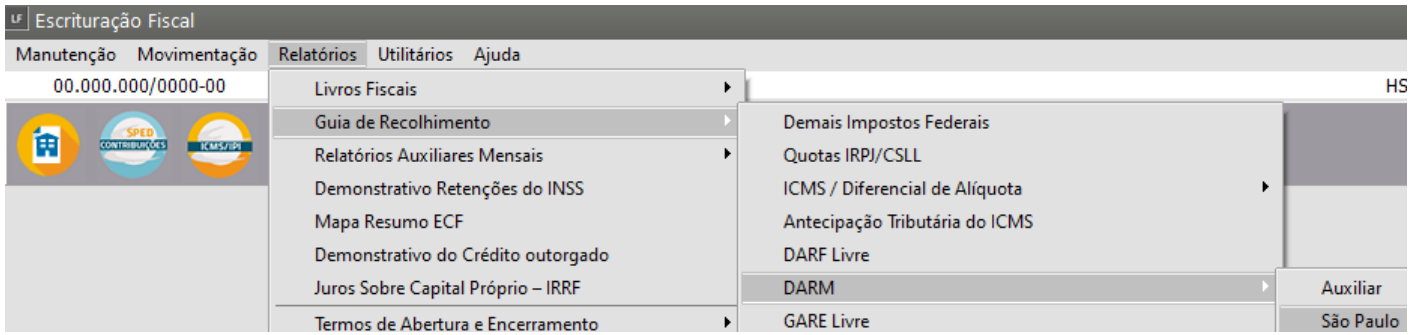 LF Escrituração Fiscal
Manutenção Movimentação Relatórios Utilitários Ajuda
00.000.000/0000-00
HS
SPED
CONTRIBUIÇÕES
ICMS/IPI
Livros Fiscais
Guia de Recolhimento
Relatórios Auxiliares Mensais
Demonstrativo Retenções do INSS
Mapa Resumo ECF
Demonstrativo do Crédito outorgado
Juros Sobre Capital Próprio – IRRF
Termos de Abertura e Encerramento
Demais Impostos Federais
Quotas IRPJ/CSLL
ICMS / Diferencial de Alíquota
Antecipação Tributária do ICMS
DARF Livre
DARM
GARE Livre
Auxiliar
São Paulo